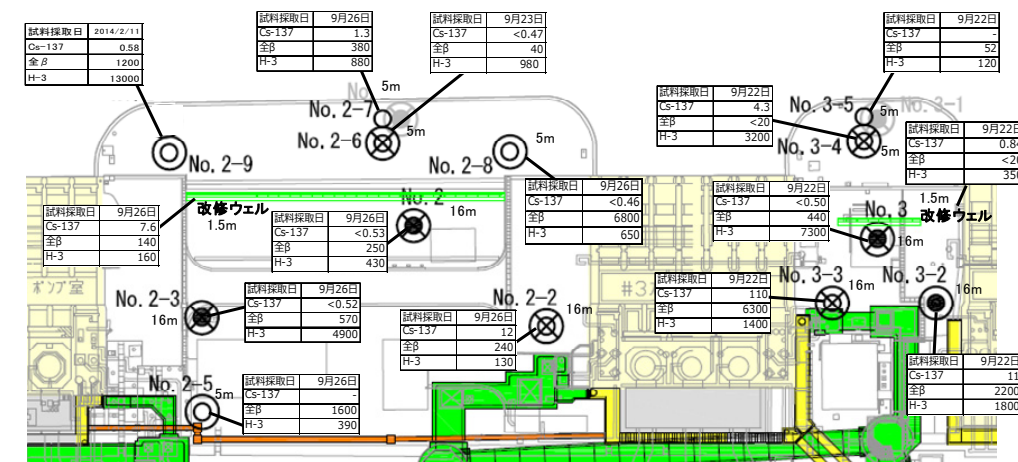 試料採取日 2014/2/11
Cs-137 0.58
全β 1200
H-3 13000
試料採取日 9月26日
Cs-137 1.3
全β 380
H-3 880
試料採取日 9月23日
Cs-137 <0.47
全β 40
H-3 980
試料採取日 9月22日
Cs-137 -
全β 52
H-3 120
試料採取日 9月22日
Cs-137 4.3
全β <20
H-3 3200
試料採取日 9月22日
Cs-137
全β
H-3
No. 2-7 5m
No. 2-6 5m
No. 2-9
No. 2-8 5m
No. 3-5 5m
No. 3-1
No. 3-4 5m
試料採取日 9月26日
Cs-137 7.6
全β 140
H-3 160
改修ウェル
1.5m
No. 2
16m
試料採取日 9月26日
Cs-137 <0.53
全β 250
H-3 430
試料採取日 9月26日
Cs-137 <0.46
全β 6800
H-3 650
試料採取日 9月22日
Cs-137 <0.50
全β 440
H-3 7300
No. 3
16m
1.5m
改修ウェル
ポンプ室
No. 2-3
16m
試料採取日 9月26日
Cs-137 <0.52
全β 570
H-3 4900
No. 2-2
16m
試料採取日 9月26日
Cs-137 12
全β 240
H-3 130
#3
試料採取日 9月22日
Cs-137 110
全β 6300
H-3 1400
No. 3-3
16m
No. 3-2
16m
試料採取日 9月22日
Cs-137 11
全β 2200
H-3 1800
No. 2-5
5m
試料採取日 9月26日
Cs-137 -
全β 1600
H-3 390